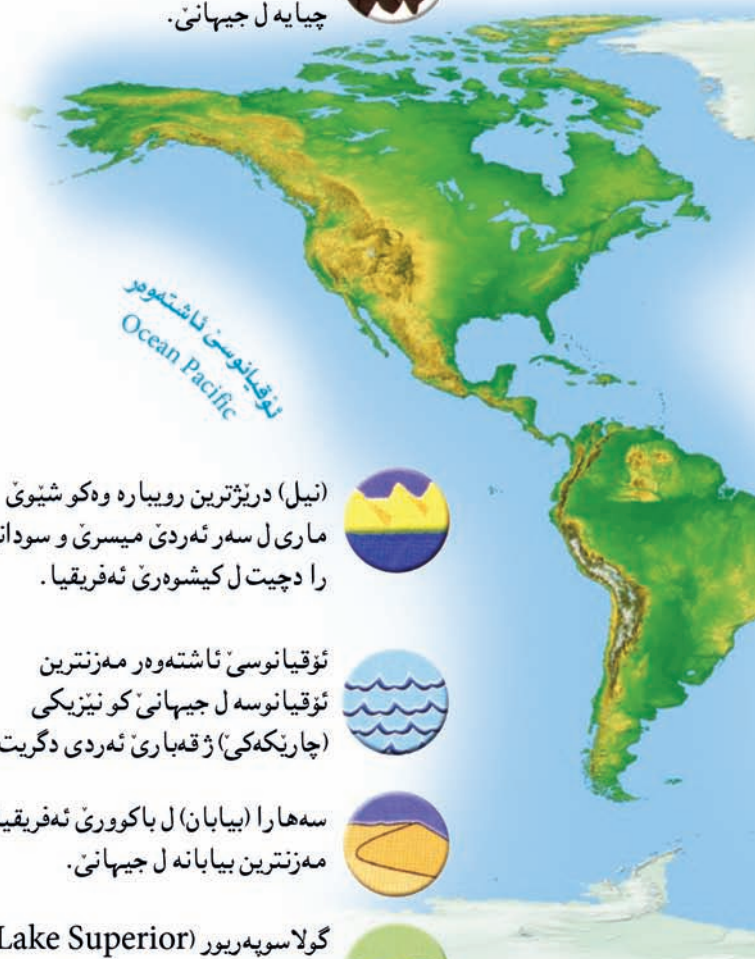 چیایە ل جیهانێ.
ئۆقیانوسێ ئاشتەوەر
Ocean Pacific
(نیل) درێژترین رویبارە وەکو شێوێ
ماری ل سەر ئەردێ میسرێ و سودانێ
را دچیت ل کیشوەرێ ئەفریقیا.
ئۆقیانوسێ ئاشتەوەر مەزنترین
ئۆقیانوسە ل جیهانێ کو نێزیکی
(چارێکەکێ) ژ قەبارێ ئەردی دگریت
سەهارا (بیابان) ل باکوورێ ئەفریقیا
مەزنترین بیابانە ل جیهانێ.
گولا سوپەریور (Lake Superior